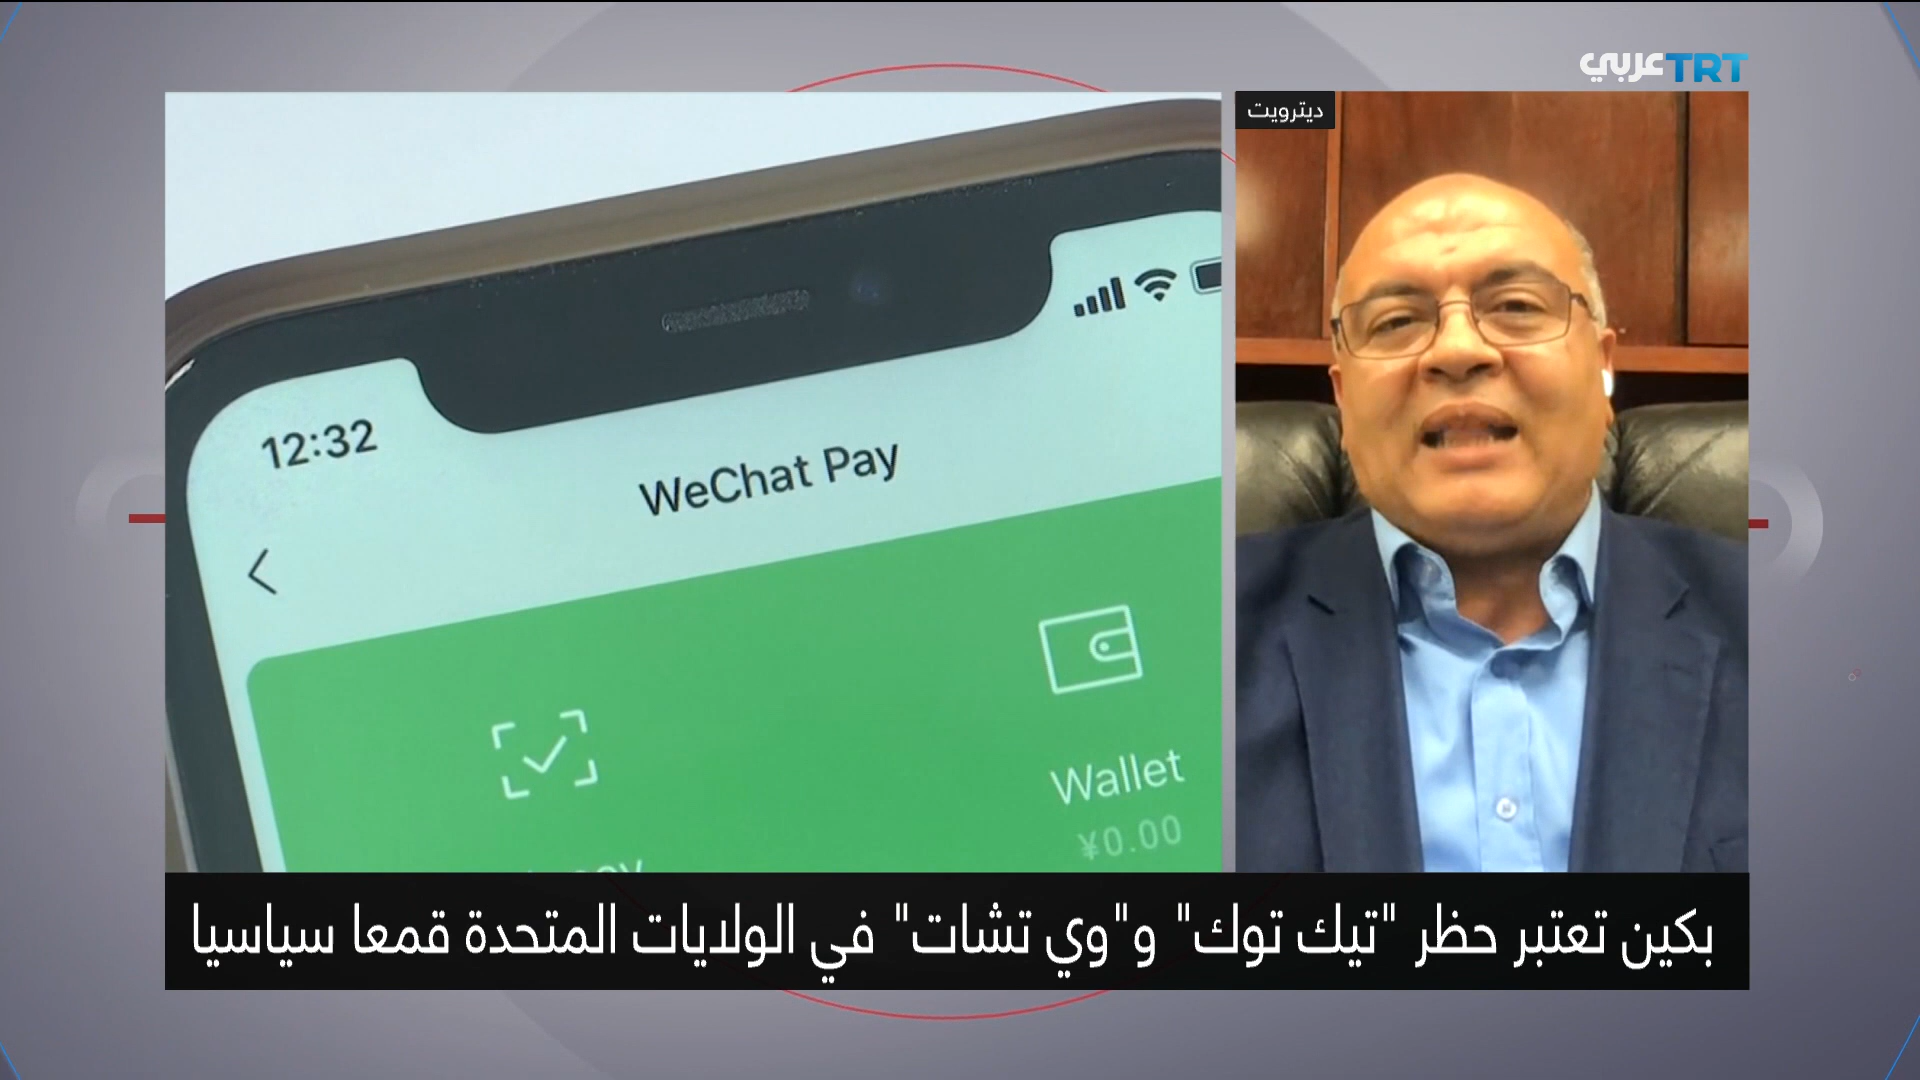 TRT عربي
ديترويت
12:32
WeChat Pay
Wallet
¥0.00
بكين تعتبر حظر "تيك توك" و"وي تشات" في الولايات المتحدة قمعا سياسيا